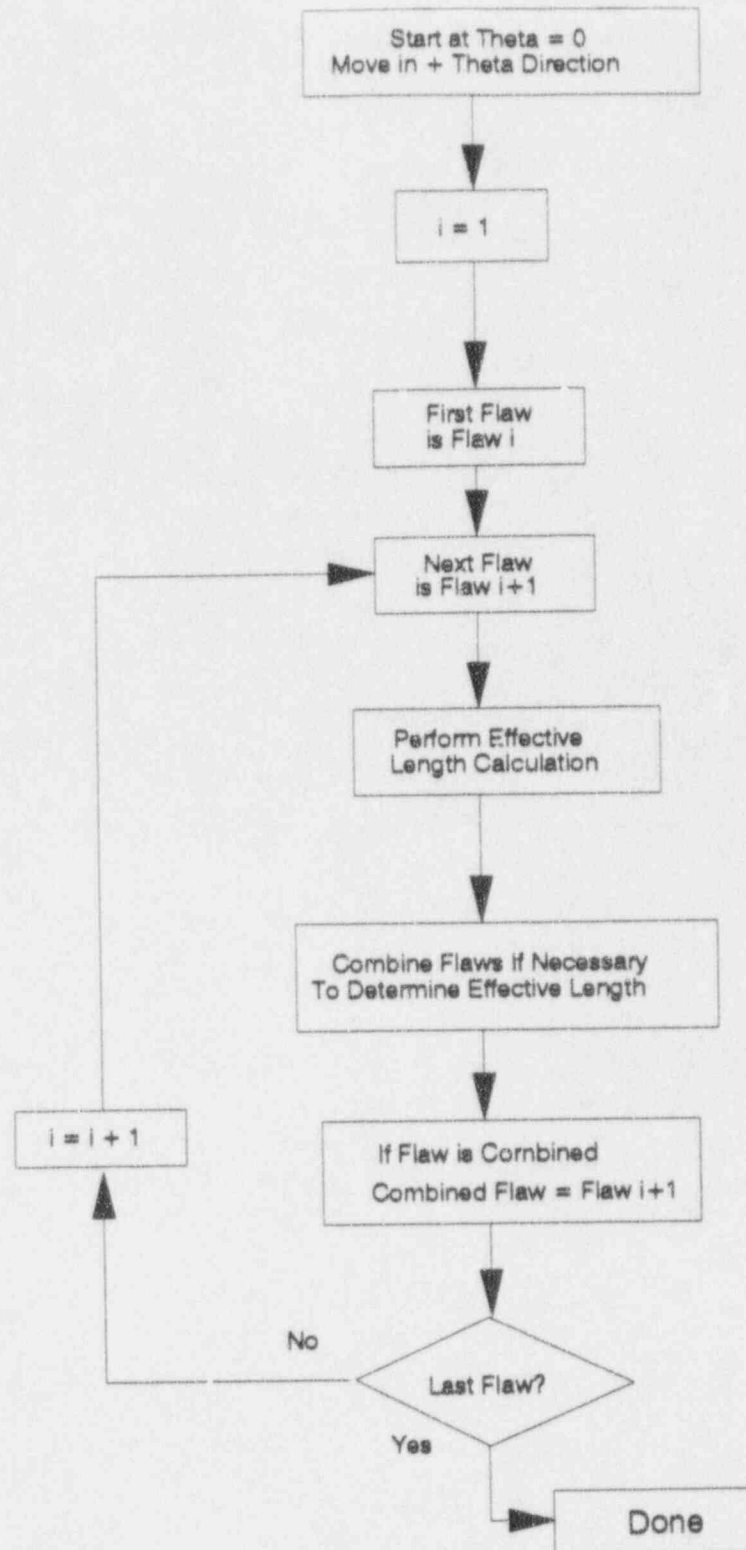 Start at Theta = 0
Move in + Theta Direction
i = 1
First Flaw
is Flaw i
Next Flaw
is Flaw i+1
Perform Effective
Length Calculation
Combine Flaws If Necessary
To Determine Effective Length
i = i + 1
If Flaw is Combined
Combined Flaw = Flaw i+1
No
Last Flaw?
Yes
Done